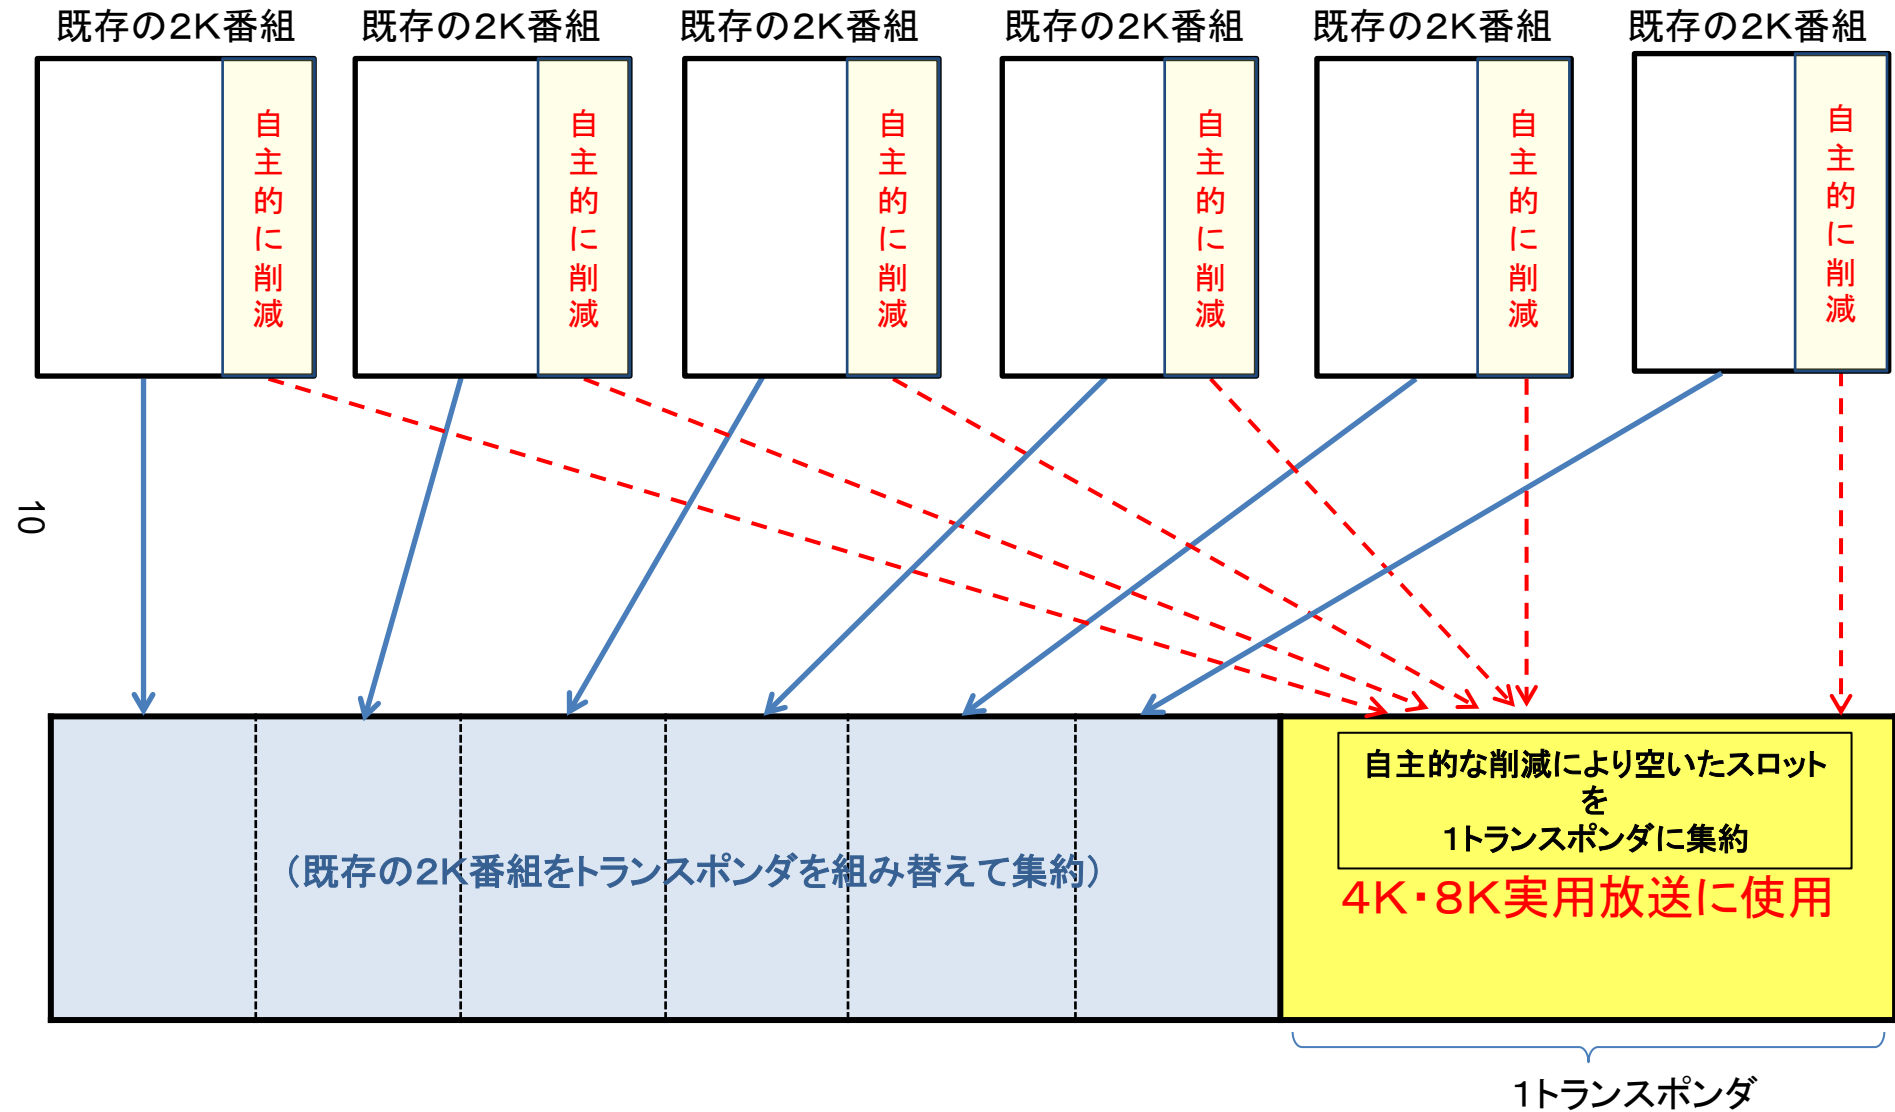 既存の2K番組
既存の2K番組
既存の2K番組
既存の2K番組
既存の2K番組
既存の2K番組
自主的に削減
自主的に削減
自主的に削減
自主的に削減
自主的に削減
自主的に削減
10
(既存の2K番組をトランスポンダを組み替えて集約)
自主的な削減により空いたスロット
を
1トランスポンダに集約
4K・8K実用放送に使用
1トランスポンダ